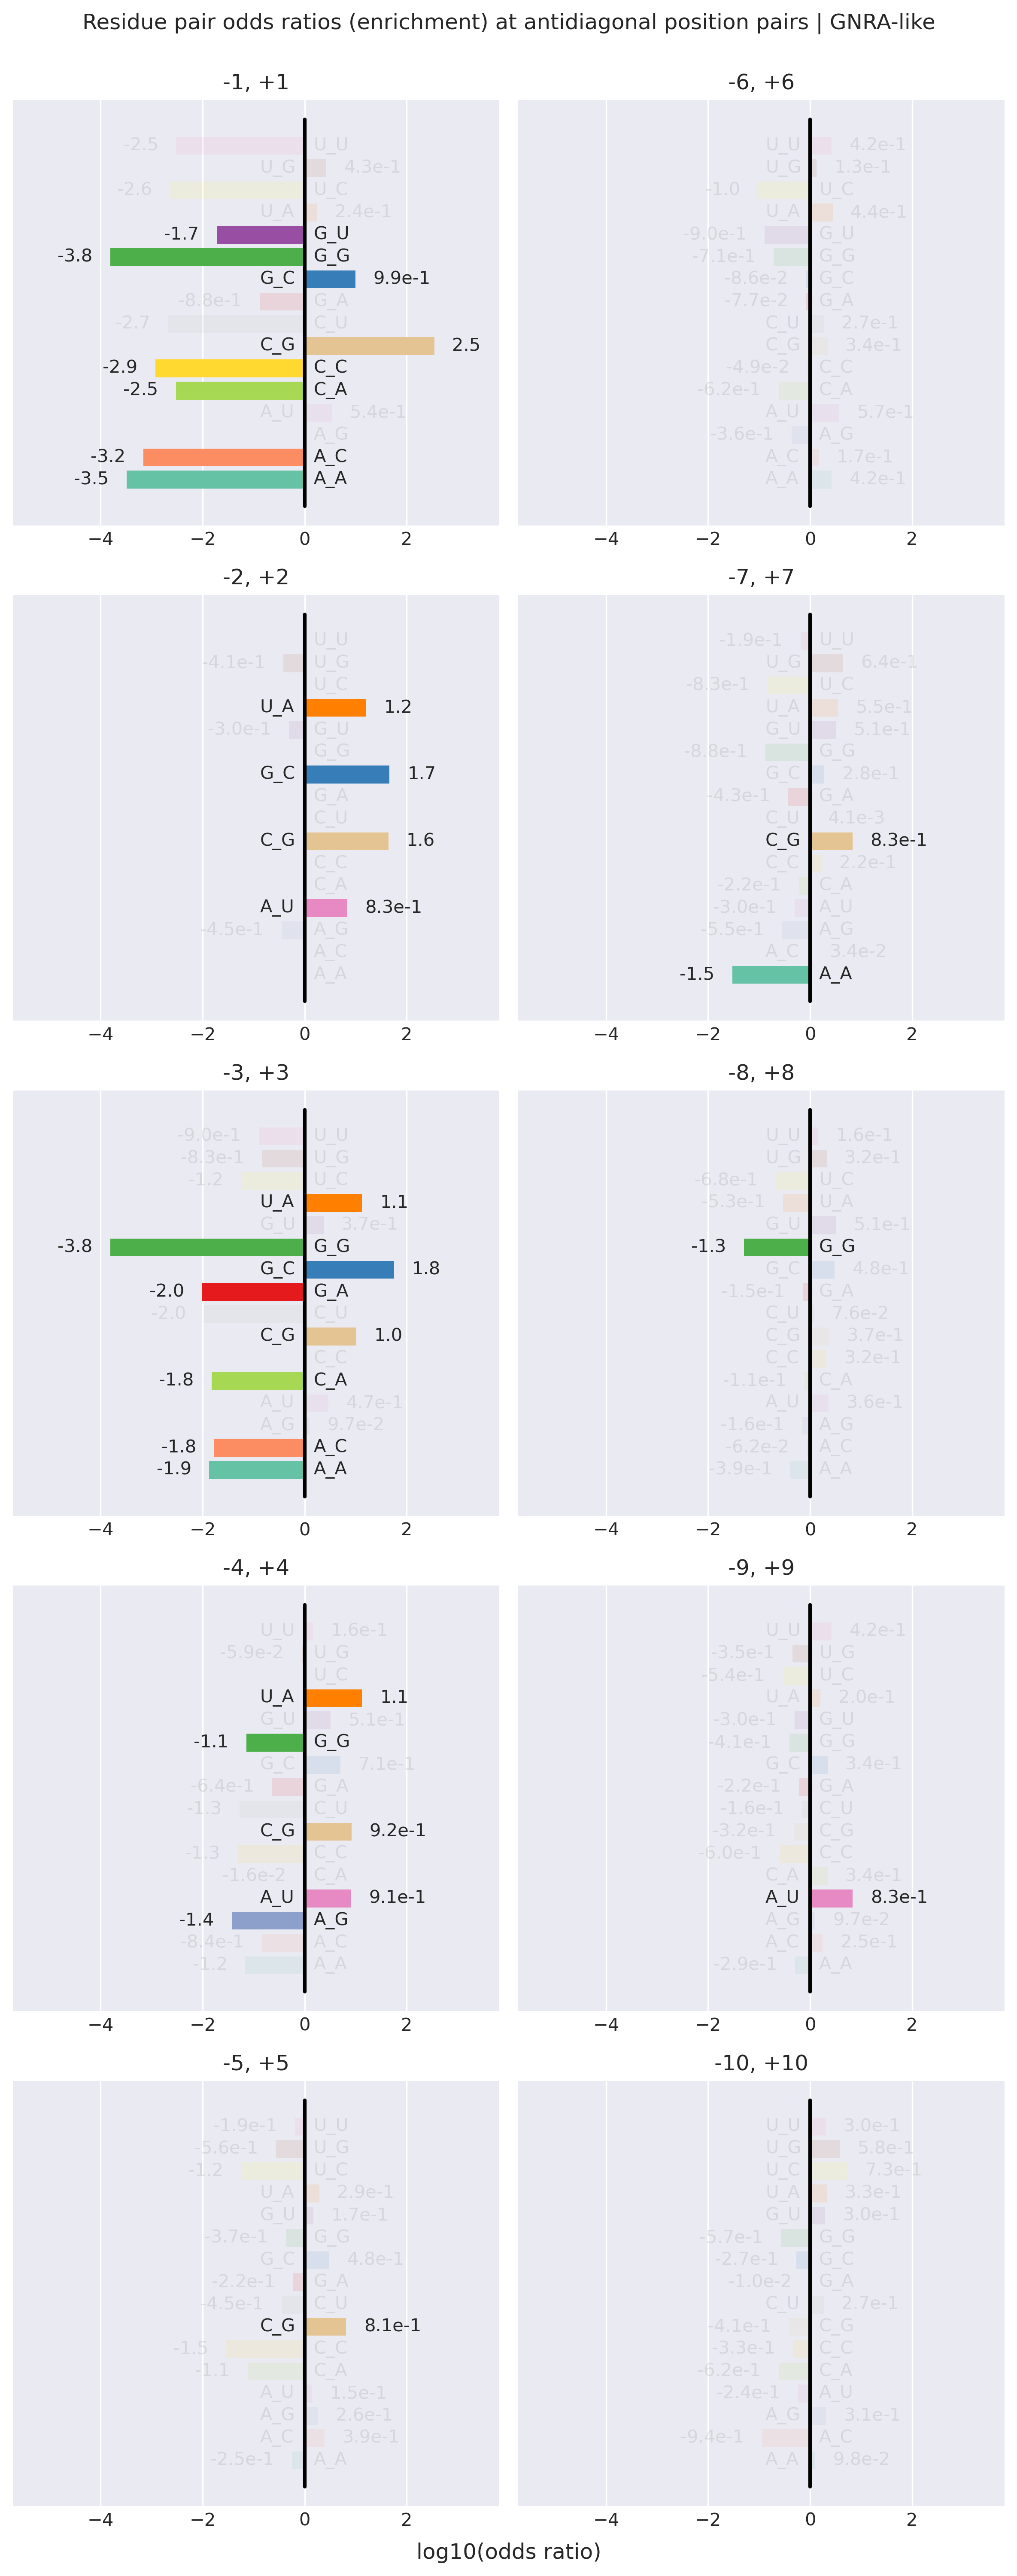 Residue pair odds ratios (enrichment) at antidiagonal position pairs | GNRA-like
-1, +1
-2.5 U_U
U_G 4.3e-1
-2.6 U_C
U_A 2.4e-1
-1.7 G_U
-3.8 G_G
G_C 9.9e-1
-8.8e-1 G_A
-2.7 C_U
C_G 2.5
-2.9 C_C
-2.5 C_A
A_U 5.4e-1
A_G
-3.2 A_C
-3.5 A_A
−4 −2 0 2
-6, +6
U_U 4.2e-1
U_G 1.3e-1
-1.0 U_C
U_A 4.4e-1
-9.0e-1 G_U
-7.1e-1 G_G
-8.6e-2 G_C
-7.7e-2 G_A
C_U 2.7e-1
C_G 3.4e-1
-4.9e-2 C_C
-6.2e-1 C_A
A_U 5.7e-1
-3.6e-1 A_G
A_C 1.7e-1
A_A 4.2e-1
−4 −2 0 2
-2, +2
U_U
-4.1e-1 U_G
U_C
U_A 1.2
-3.0e-1 G_U
G_G
G_C 1.7
G_A
C_U
C_G 1.6
C_C
C_A
A_U 8.3e-1
-4.5e-1 A_G
A_C
A_A
−4 −2 0 2
-7, +7
-1.9e-1 U_U
U_G 6.4e-1
-8.3e-1 U_C
U_A 5.5e-1
G_U 5.1e-1
-8.8e-1 G_G
G_C 2.8e-1
-4.3e-1 G_A
C_U 4.1e-3
C_G 8.3e-1
C_C 2.2e-1
-2.2e-1 C_A
-3.0e-1 A_U
-5.5e-1 A_G
A_C 3.4e-2
-1.5 A_A
−4 −2 0 2
-3, +3
-9.0e-1 U_U
-8.3e-1 U_G
-1.2 U_C
U_A 1.1
G_U 3.7e-1
-3.8 G_G
G_C 1.8
-2.0 G_A
-2.0 C_U
C_G 1.0
C_C
-1.8 C_A
A_U 4.7e-1
A_G 9.7e-2
-1.8 A_C
-1.9 A_A
−4 −2 0 2
-8, +8
U_U 1.6e-1
U_G 3.2e-1
-6.8e-1 U_C
-5.3e-1 U_A
G_U 5.1e-1
-1.3 G_G
G_C 4.8e-1
-1.5e-1 G_A
C_U 7.6e-2
C_G 3.7e-1
C_C 3.2e-1
-1.1e-1 C_A
A_U 3.6e-1
-1.6e-1 A_G
-6.2e-2 A_C
-3.9e-1 A_A
−4 −2 0 2
-4, +4
U_U 1.6e-1
-5.9e-2 U_G
U_C
U_A 1.1
G_U 5.1e-1
-1.1 G_G
G_C 7.1e-1
-6.4e-1 G_A
-1.3 C_U
C_G 9.2e-1
-1.3 C_C
-1.6e-2 C_A
A_U 9.1e-1
-1.4 A_G
-8.4e-1 A_C
-1.2 A_A
−4 −2 0 2
-9, +9
U_U 4.2e-1
-3.5e-1 U_G
-5.4e-1 U_C
U_A 2.0e-1
-3.0e-1 G_U
-4.1e-1 G_G
G_C 3.4e-1
-2.2e-1 G_A
-1.6e-1 C_U
-3.2e-1 C_G
-6.0e-1 C_C
C_A 3.4e-1
A_U 8.3e-1
A_G 9.7e-2
A_C 2.5e-1
-2.9e-1 A_A
−4 −2 0 2
-5, +5
-1.9e-1 U_U
-5.6e-1 U_G
-1.2 U_C
U_A 2.9e-1
G_U 1.7e-1
-3.7e-1 G_G
G_C 4.8e-1
-2.2e-1 G_A
-4.5e-1 C_U
C_G 8.1e-1
-1.5 C_C
-1.1 C_A
A_U 1.5e-1
A_G 2.6e-1
A_C 3.9e-1
-2.5e-1 A_A
−4 −2 0 2
-10, +10
U_U 3.0e-1
U_G 5.8e-1
U_C 7.3e-1
U_A 3.3e-1
G_U 3.0e-1
-5.7e-1 G_G
-2.7e-1 G_C
-1.0e-2 G_A
C_U 2.7e-1
-4.1e-1 C_G
-3.3e-1 C_C
-6.2e-1 C_A
-2.4e-1 A_U
A_G 3.1e-1
-9.4e-1 A_C
A_A 9.8e-2
−4 −2 0 2
log10(odds ratio)